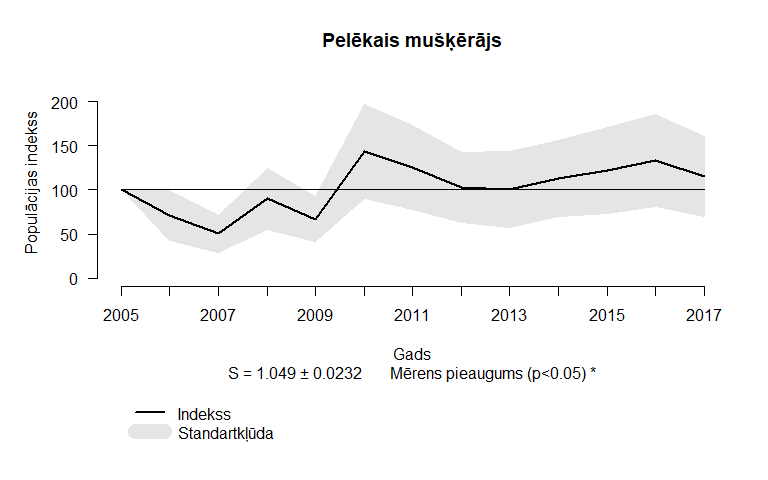 Pelēkais mušķērājs
Populācijas indekss
200
150
100
50
0
2005 2007 2009 2011 2013 2015 2017
Gads
S = 1.049 ± 0.0232 Mērens pieaugums (p<0.05) *
Indekss
Standartkļūda